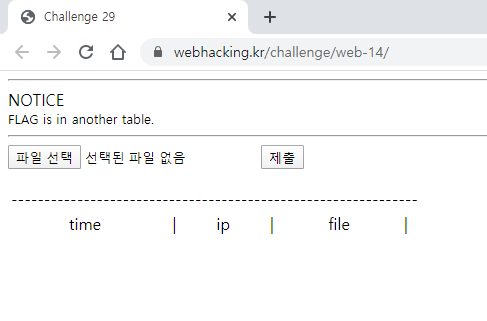 Challenge 29
webhacking.kr/challenge/web-14/
NOTICE
FLAG is in another table.
파일 선택 선택된 파일 없음 제출
---------------------------------------------------------------
time | ip | file |